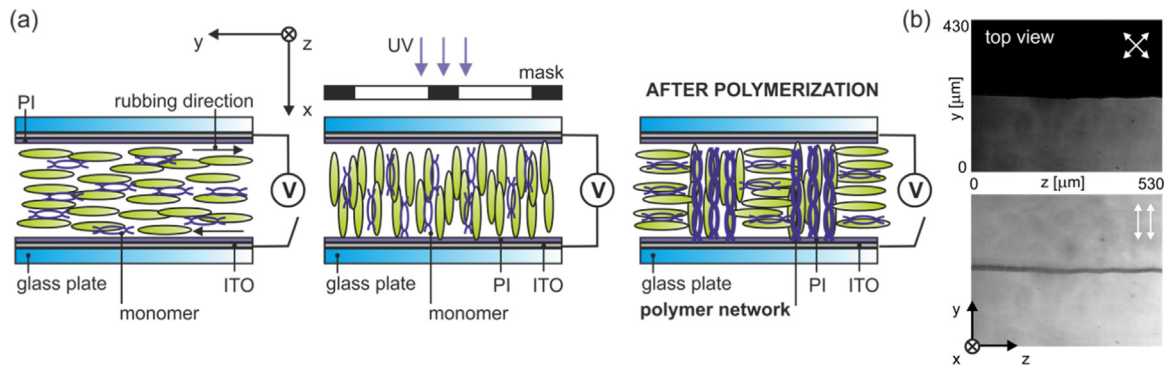 (a)
y
z
x
PI
rubbing direction
V
glass plate
ITO
monomer
UV
mask
V
glass plate
PI
ITO
monomer
AFTER POLYMERIZATION
V
glass plate
PI
ITO
polymer network
(b)
430
top view
y [μm]
0
0
z [μm]
530
y
x
z